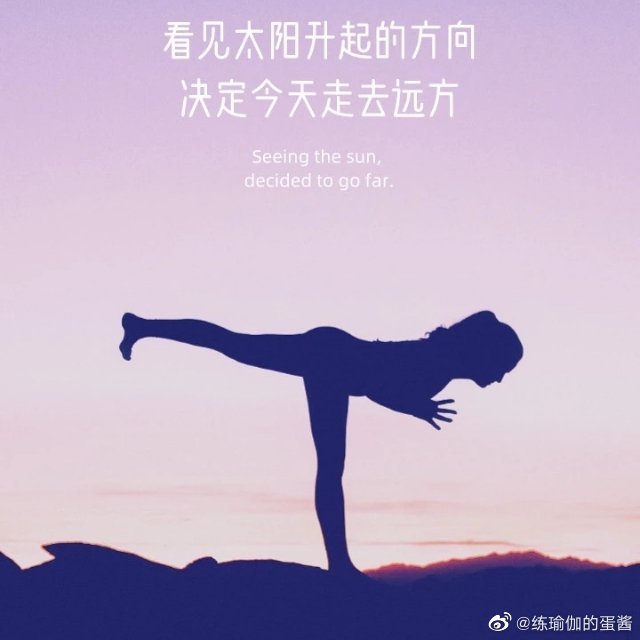 看见太阳升起的方向
决定今天走去远方
Seeing the sun,
decided to go far.
@练瑜伽的蛋酱